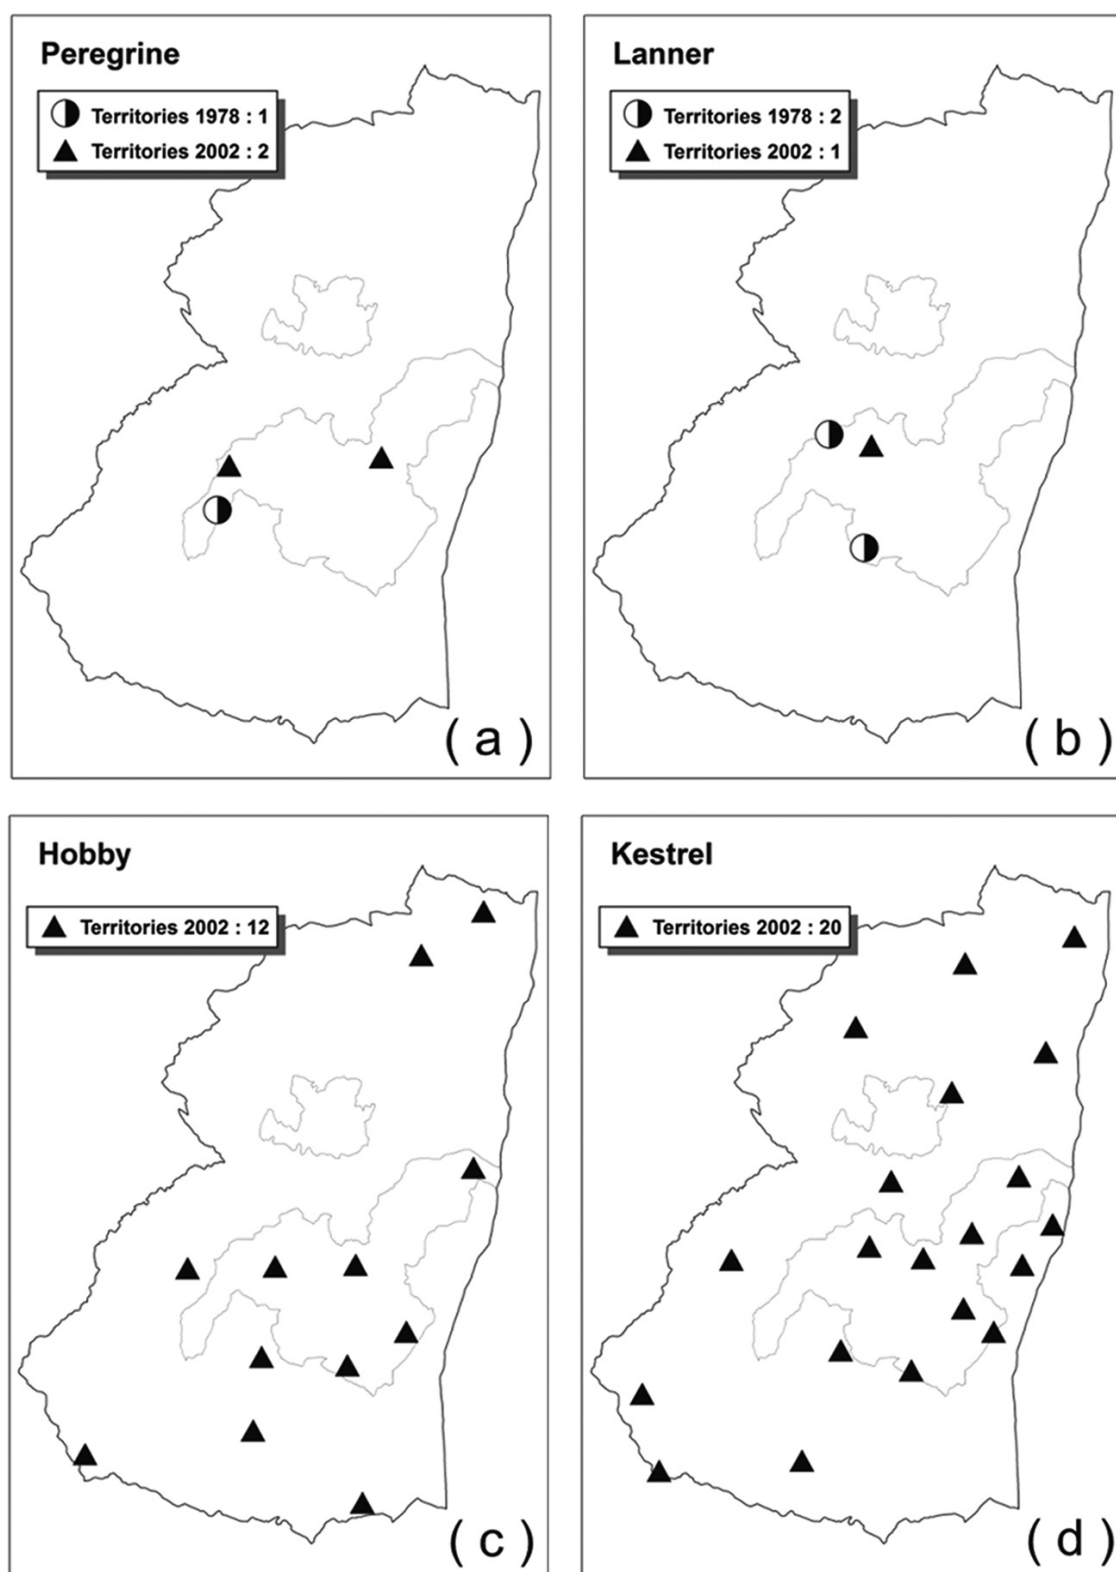 Peregrine
Territories 1978 : 1
Territories 2002 : 2
( a )
Lanner
Territories 1978 : 2
Territories 2002 : 1
( b )
Hobby
Territories 2002 : 12
( c )
Kestrel
Territories 2002 : 20
( d )